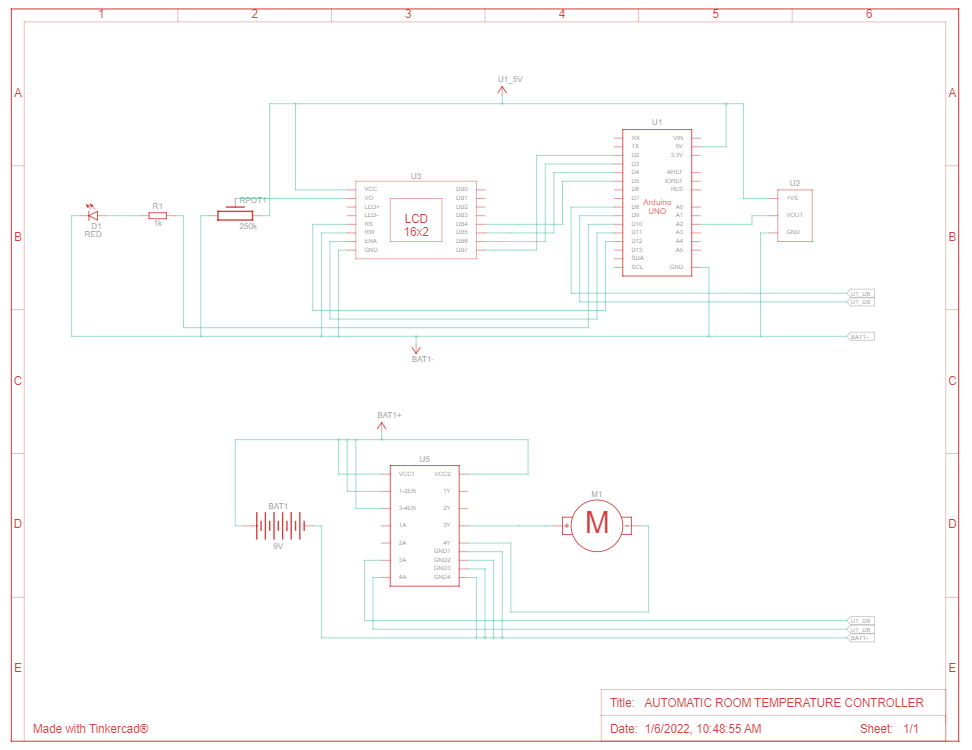 1 2 3 4 5 6
U1_5V
A A
U1
RX VIN
TX 5V
D2 3.3V
D3
D4 AREF
D5 IOREF
D6 RES
D7
D8 A0
D9 A1
D10 A2
D11 A3
D12 A4
D13 A5
SDA
SCL GND
Arduino
UNO
U3
VCC DB0
VO DB1
LED+ DB2
LED- DB3
RS DB4
RW DB5
ENA DB6
GND DB7
LCD
16x2
U2
+VS
VOUT
GND
RPOT1
250k
R1
1k
D1
RED
B B
U1_D8
U1_D9
BAT1-
BAT1-
C C
BAT1+
U5
VCC1 VCC2
1-2EN 1Y
3-4EN 2Y
1A 3Y
2A 4Y
GND1
3A GND2
GND3
4A GND4
BAT1
9V
M1
+ M -
D D
U1_D9
U1_D8
BAT1-
E E
Title: AUTOMATIC ROOM TEMPERATURE CONTROLLER
Made with Tinkercad®
Date: 1/6/2022, 10:48:55 AM Sheet: 1/1